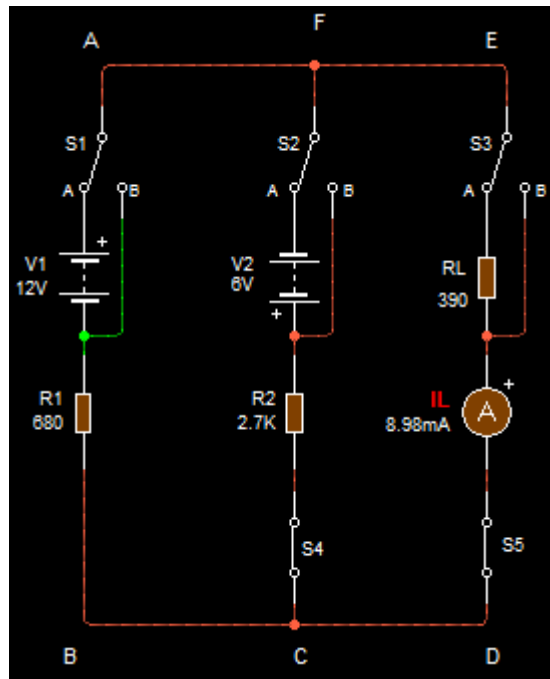 A
F
E
S1
S2
S3
A
B
A
B
A
B
+
V1
12V
V2
6V
+
RL
390
R1
680
R2
2.7K
IL
8.98mA
A
+
S4
S5
B
C
D